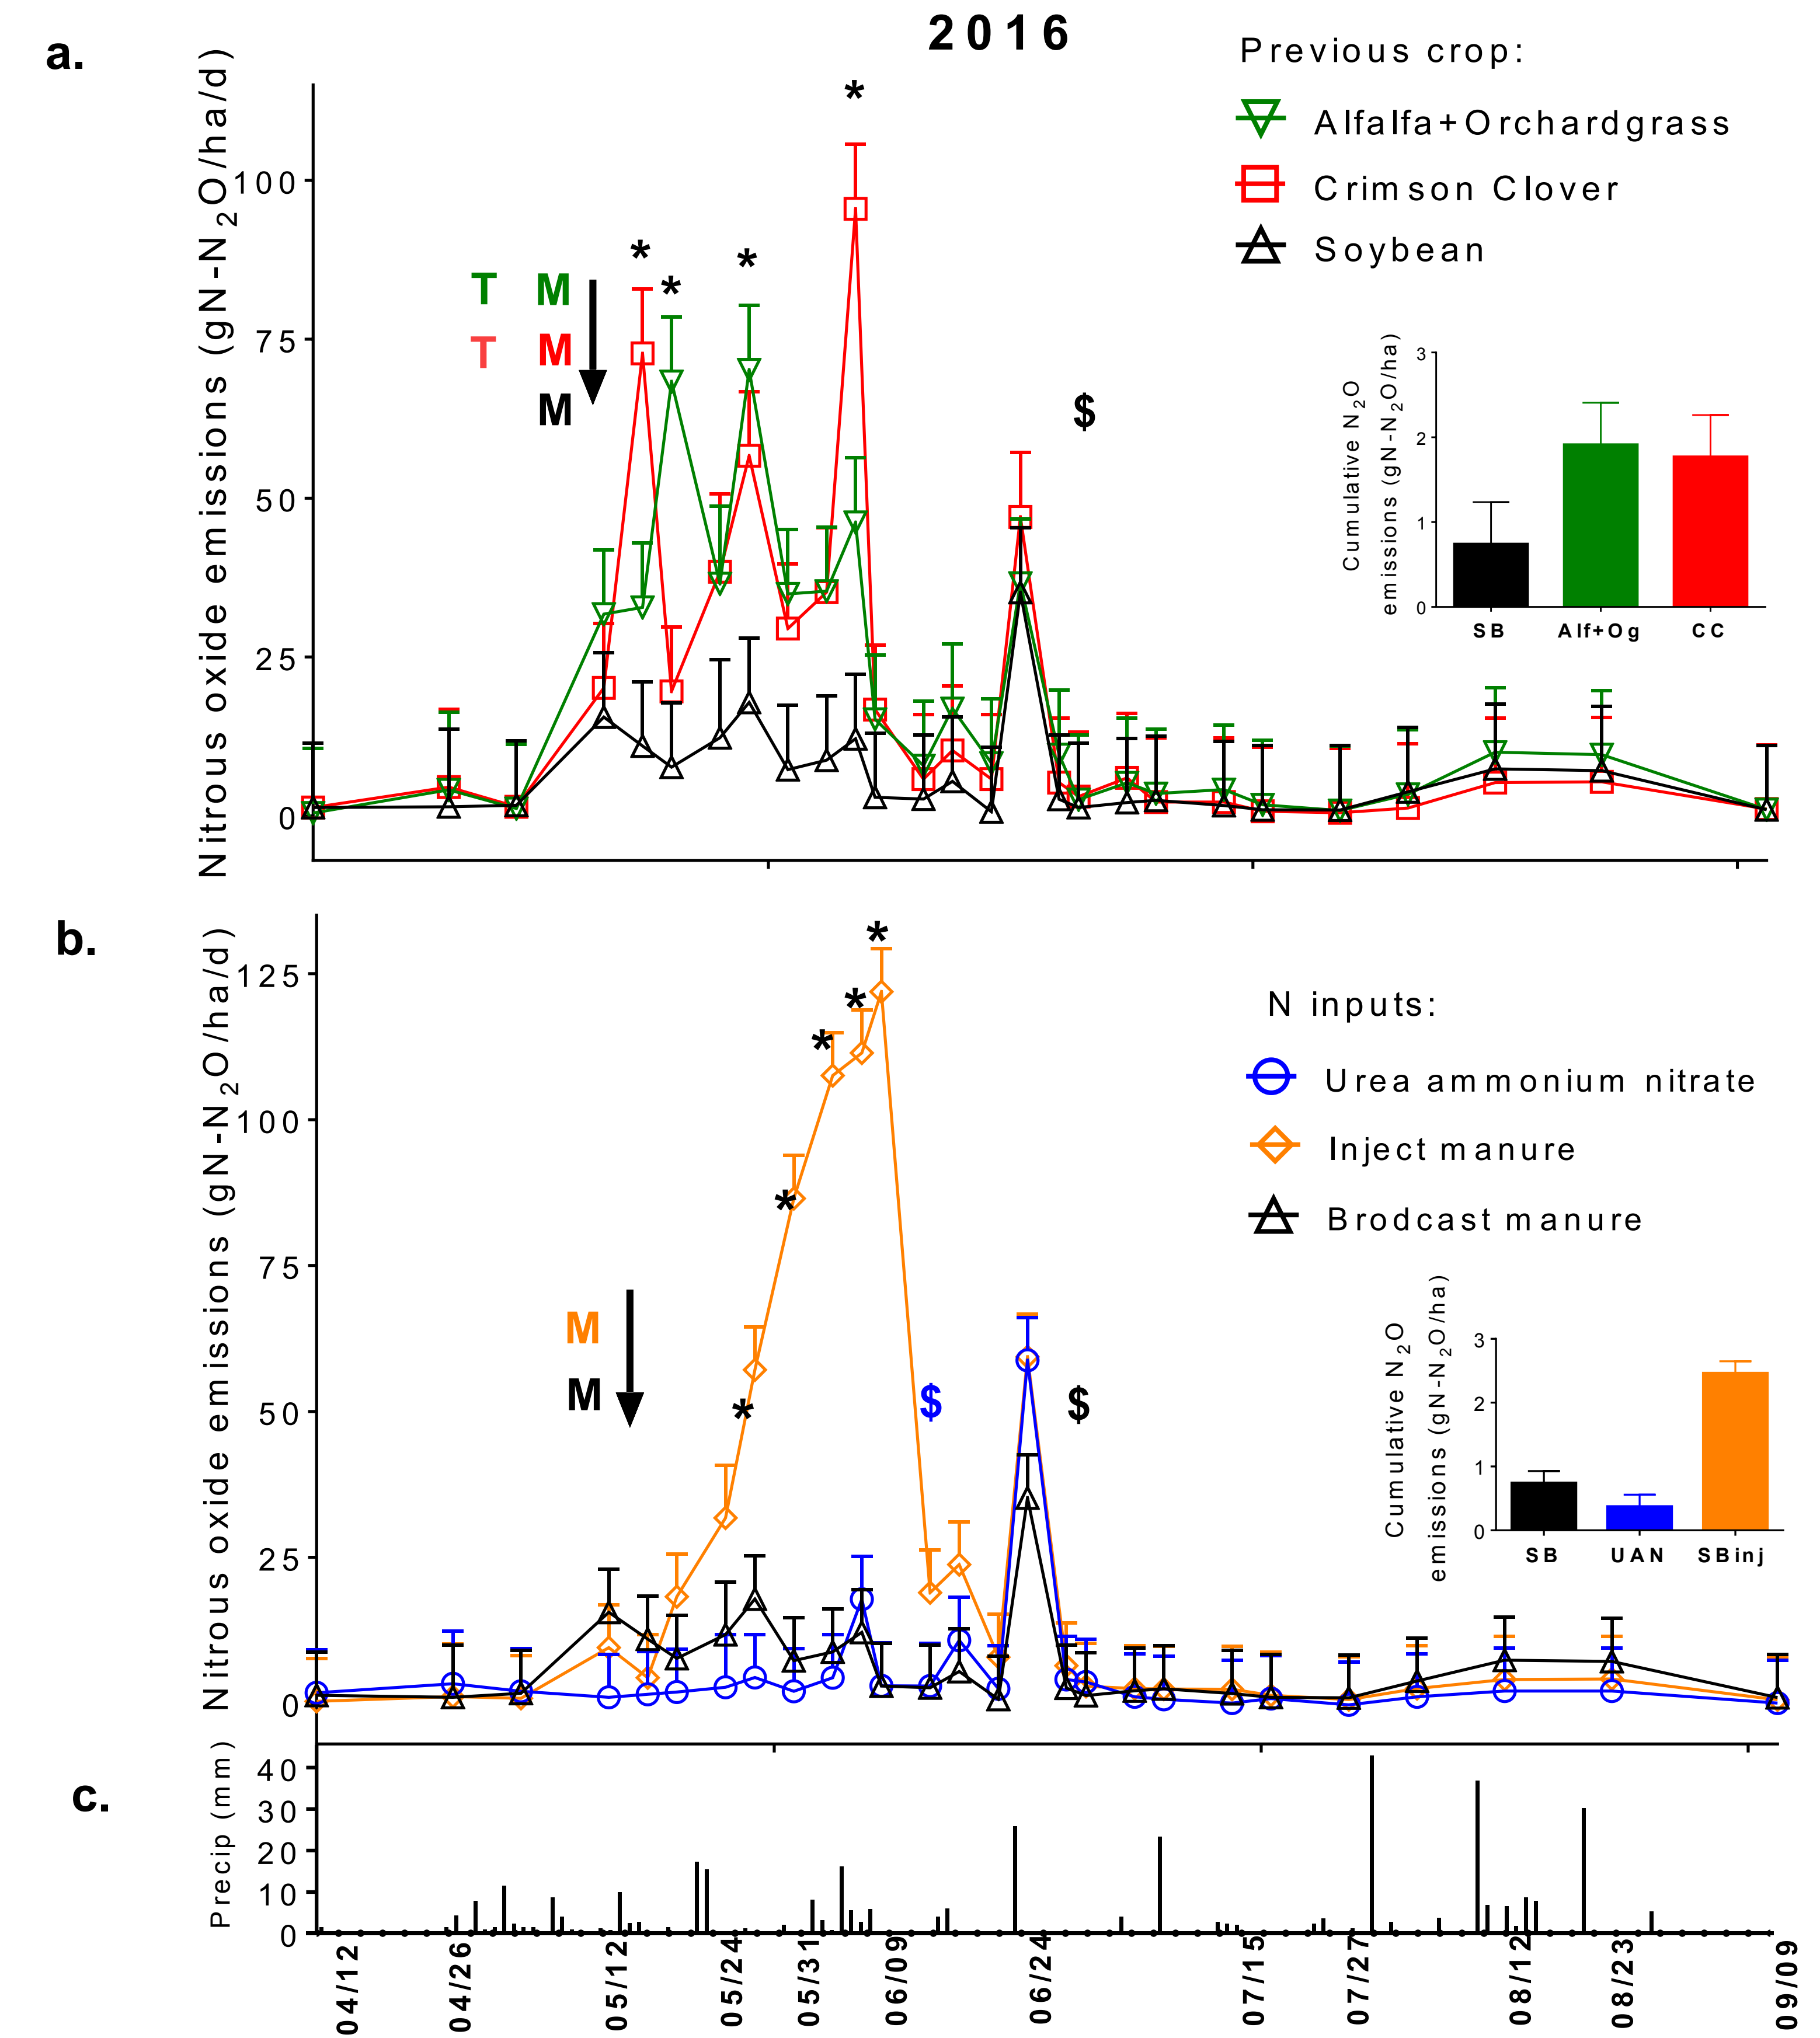 2016
a.
Nitrous oxide emissions (gN-N2O/ha/d)
100
75
50
25
0
*
*
*
*
T M
T M
M
$
Previous crop:
Alfalfa+Orchardgrass
Crimson Clover
Soybean
Cumulative N2O
emissions (gN-N2O/ha)
3
2
1
0
SB Alf+Og CC
b.
Nitrous oxide emissions (gN-N2O/ha/d)
125
100
75
50
25
0
*
*
*
*
*
M
M
$
$
N inputs:
Urea ammonium nitrate
Inject manure
Brodcast manure
Cumulative N2O
emissions (gN-N2O/ha)
3
2
1
0
SB UAN SBinj
c.
Precip (mm)
40
30
20
10
0
04/12 04/26 05/12 05/24 05/31 06/09 06/24 07/15 07/27 08/12 08/23 09/09